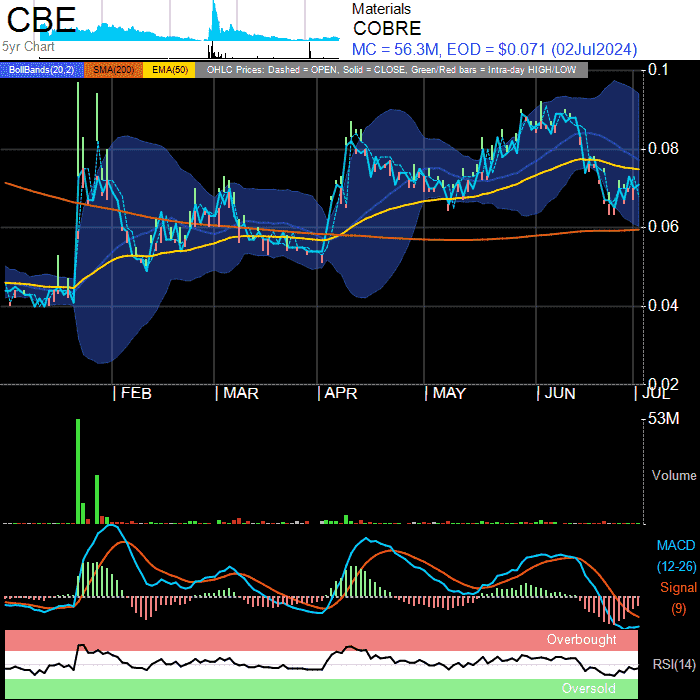 CBE
5yr Chart
Materials
COBRE
MC = 56.3M, EOD = $0.071 (02Jul2024)
BollBands(20,2) SMA(200) EMA(50) OHLC Prices: Dashed = OPEN, Solid = CLOSE, Green/Red bars = Intra-day HIGH/LOW
0.1
0.08
0.06
0.04
0.02
FEB MAR APR MAY JUN JUL
53M
Volume
MACD
(12-26)
Signal
(9)
Overbought
RSI(14)
Oversold